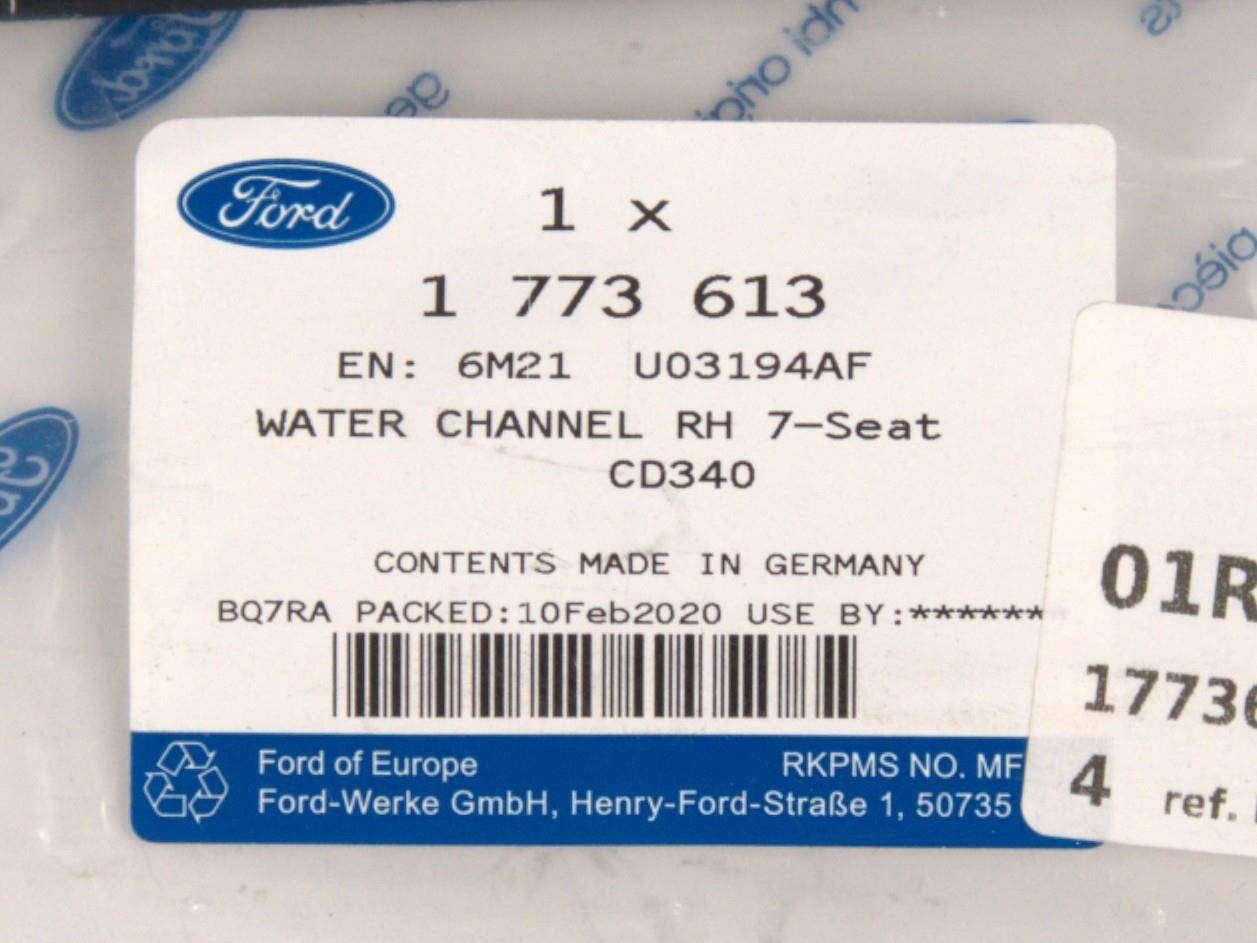 Ford
1 x
1 773 613
EN: 6M21 U03194AF
WATER CHANNEL RH 7-Seat
CD340
CONTENTS MADE IN GERMANY
BQ7RA PACKED:10Feb2020 USE BY:*******
Ford of Europe RKPMS NO. MF
Ford-Werke GmbH, Henry-Ford-Straße 1, 50735
01R
17736
4 ref.
Ford